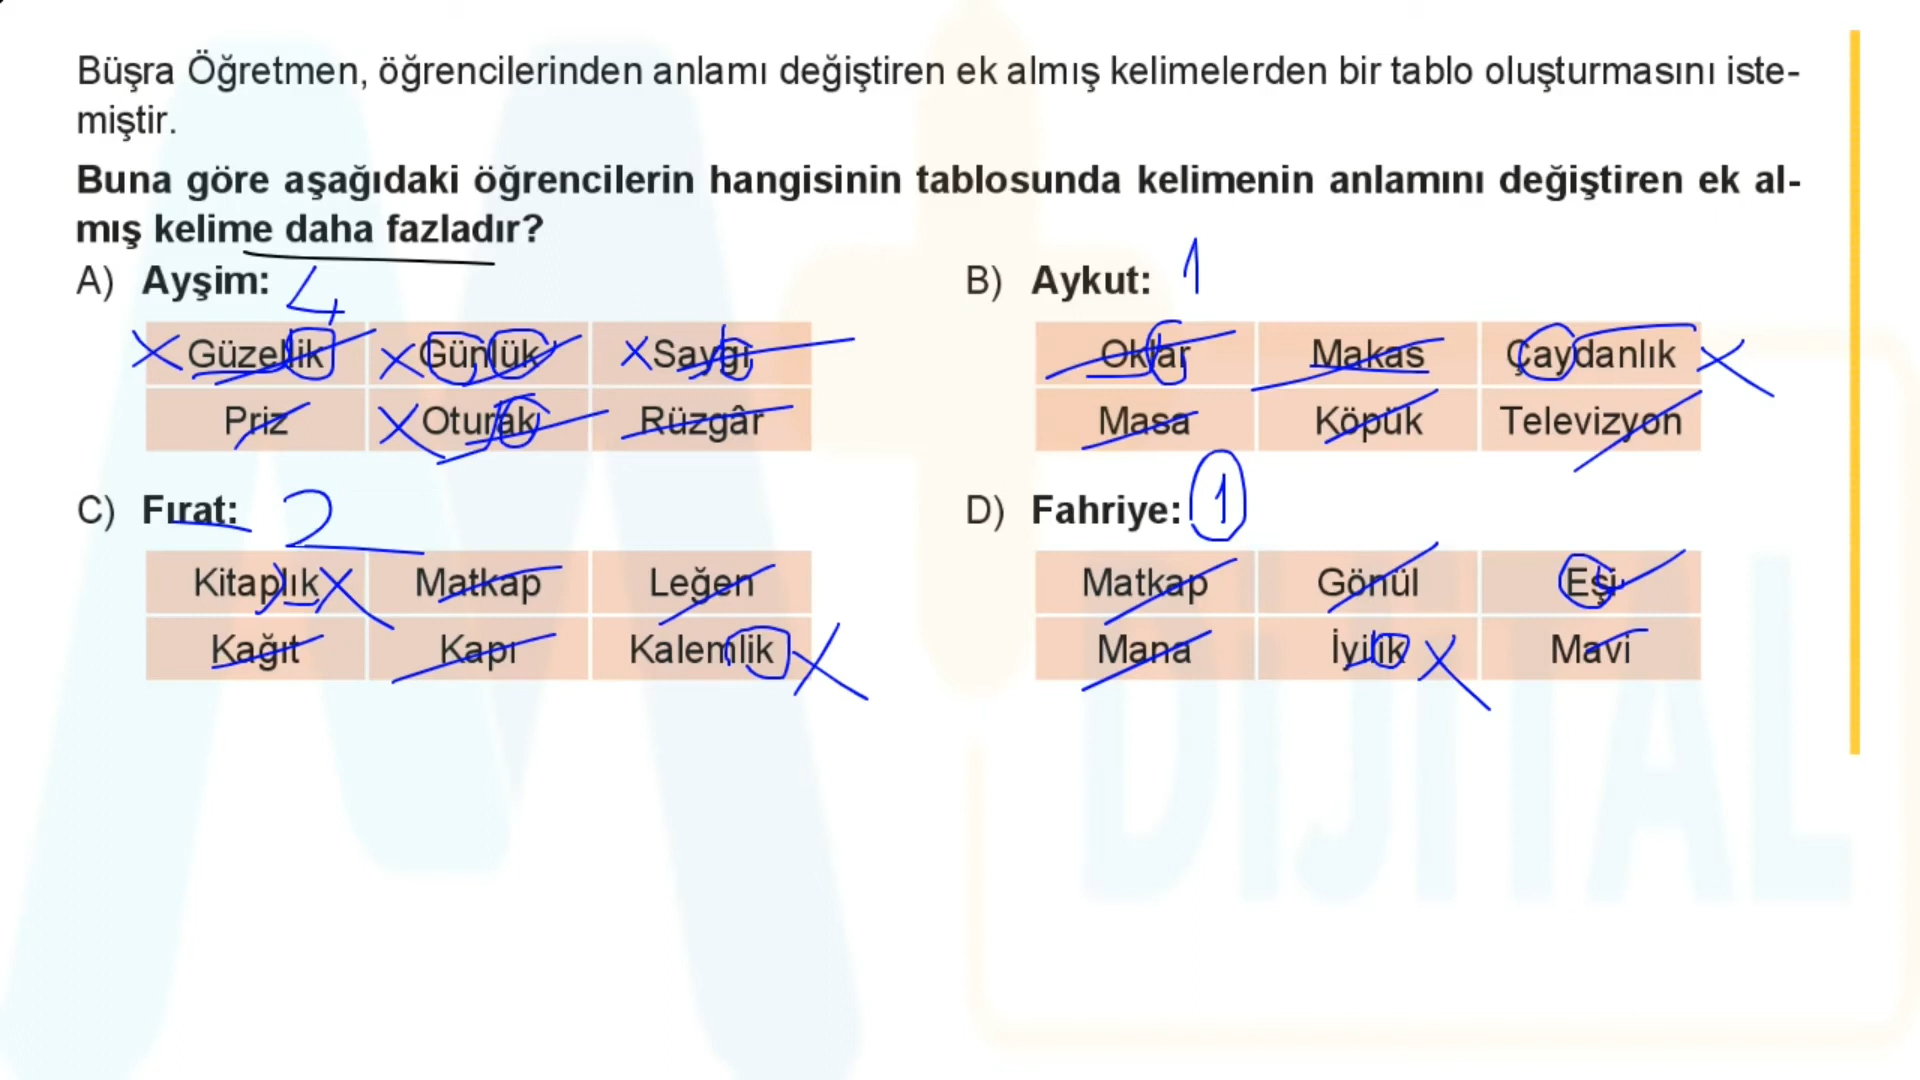 Büşra Öğretmen, öğrencilerinden anlamı değiştiren ek almış kelimelerden bir tablo oluşturmasını iste-
miştir.
Buna göre aşağıdaki öğrencilerin hangisinin tablosunda kelimenin anlamını değiştiren ek al-
mış kelime daha fazladır?
A) Ayşim: 4
Güzellik Günlük Saygı
Priz Oturak Rüzgâr
B) Aykut: 1
Oklar Makas Çaydanlık
Masa Köpük Televizyon
C) Fırat: 2
Kitaplık Matkap Leğen
Kağıt Kapı Kalemlik
D) Fahriye: 1
Matkap Gönül Eşi
Mana İyilik Mavi
DİJİTAL